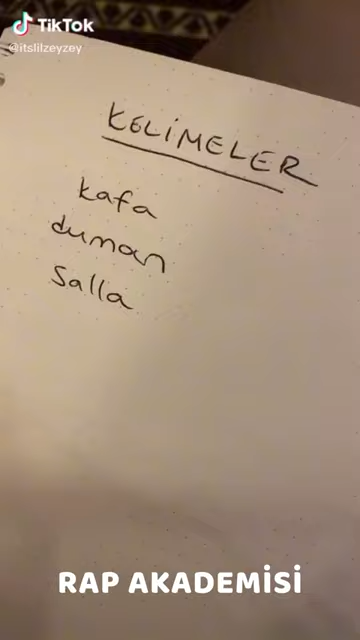 TikTok
@itslilzeyzey
KELİMELER
kafa
duman
salla
RAP AKADEMİSİ